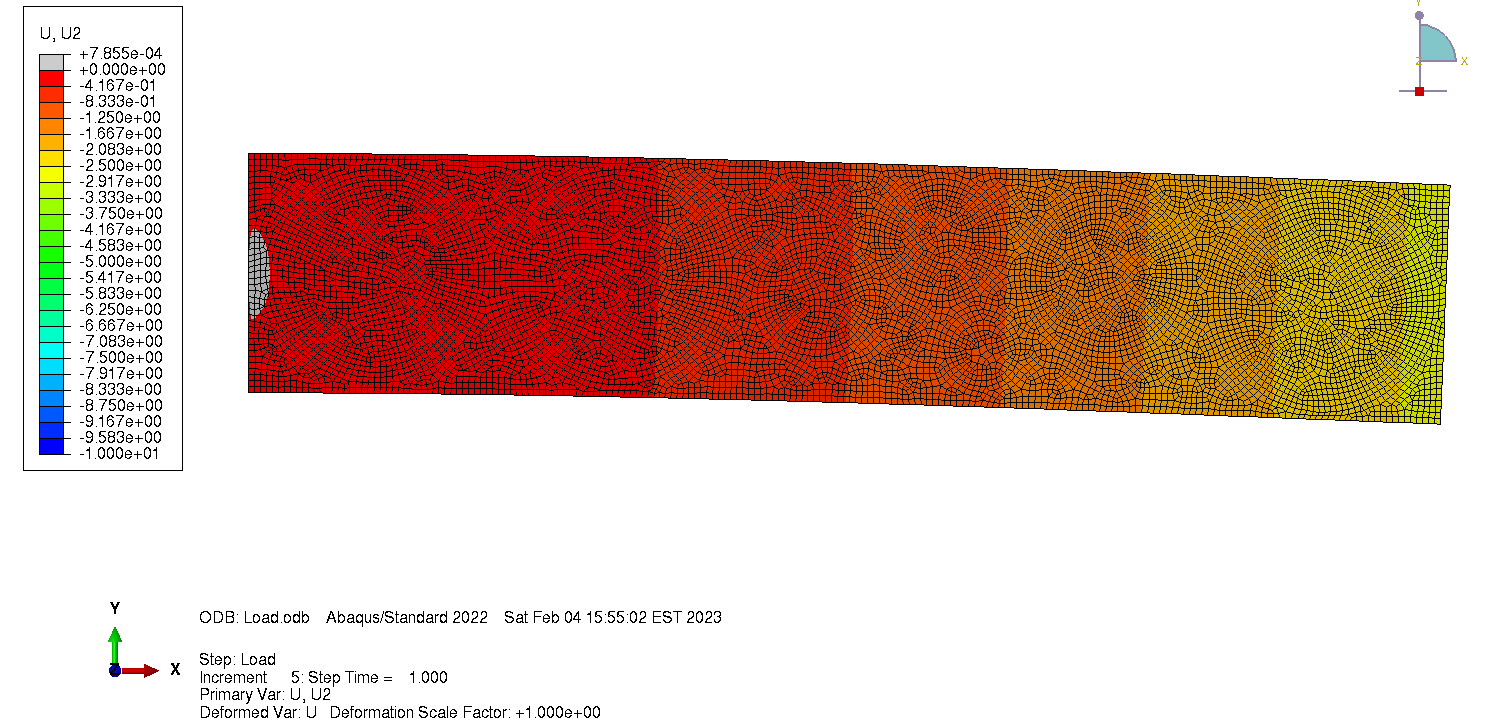 U, U2
+7.855e-04
+0.000e+00
-4.167e-01
-8.333e-01
-1.250e+00
-1.667e+00
-2.083e+00
-2.500e+00
-2.917e+00
-3.333e+00
-3.750e+00
-4.167e+00
-4.583e+00
-5.000e+00
-5.417e+00
-5.833e+00
-6.250e+00
-6.667e+00
-7.083e+00
-7.500e+00
-7.917e+00
-8.333e+00
-8.750e+00
-9.167e+00
-9.583e+00
-1.000e+01
Y
Z X
Y
X
ODB: Load.odb Abaqus/Standard 2022 Sat Feb 04 15:55:02 EST 2023
Step: Load
Increment 5: Step Time = 1.000
Primary Var: U, U2
Deformed Var: U Deformation Scale Factor: +1.000e+00